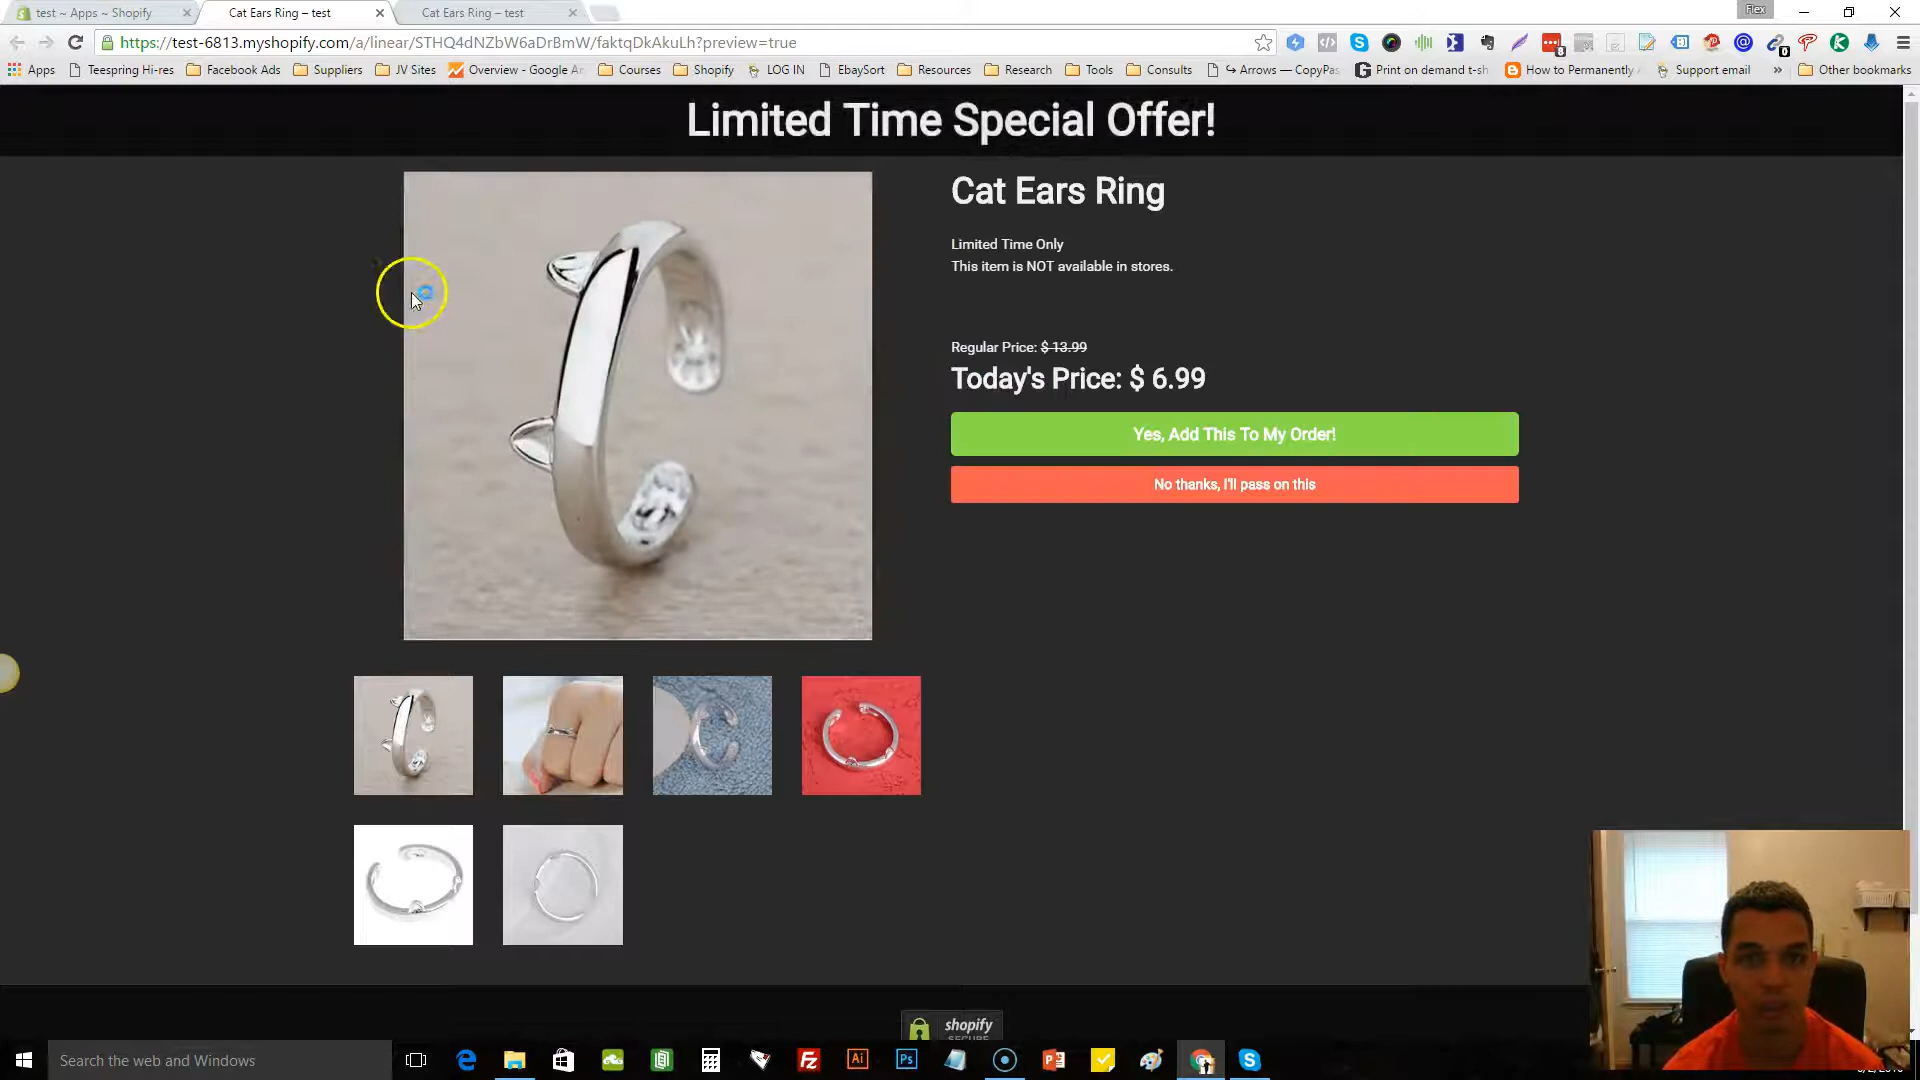 test ~ Apps ~ Shopify
Cat Ears Ring – test
Cat Ears Ring – test
Flex
https://test-6813.myshopify.com/a/linear/STHQ4dNZbW6aDrBmW/faktqDkAkuLh?preview=true
Apps
Teespring Hi-res
Facebook Ads
Suppliers
JV Sites
Overview - Google An
Courses
Shopify
LOG IN
EbaySort
Resources
Research
Tools
Consults
Arrows — CopyPas
Print on demand t-sh
How to Permanently
Support email
»
Other bookmarks
Limited Time Special Offer!
Cat Ears Ring
Limited Time Only
This item is NOT available in stores.
Regular Price: $ 13.99
Today's Price: $ 6.99
Yes, Add This To My Order!
No thanks, I'll pass on this
shopify
SECURE
Search the web and Windows